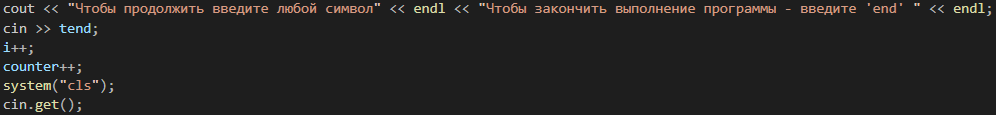 cout << "Чтобы продолжить введите любой символ" << endl << "Чтобы закончить выполнение программы - введите 'end' " << endl;
cin >> tend;
i++;
counter++;
system("cls");
cin.get();